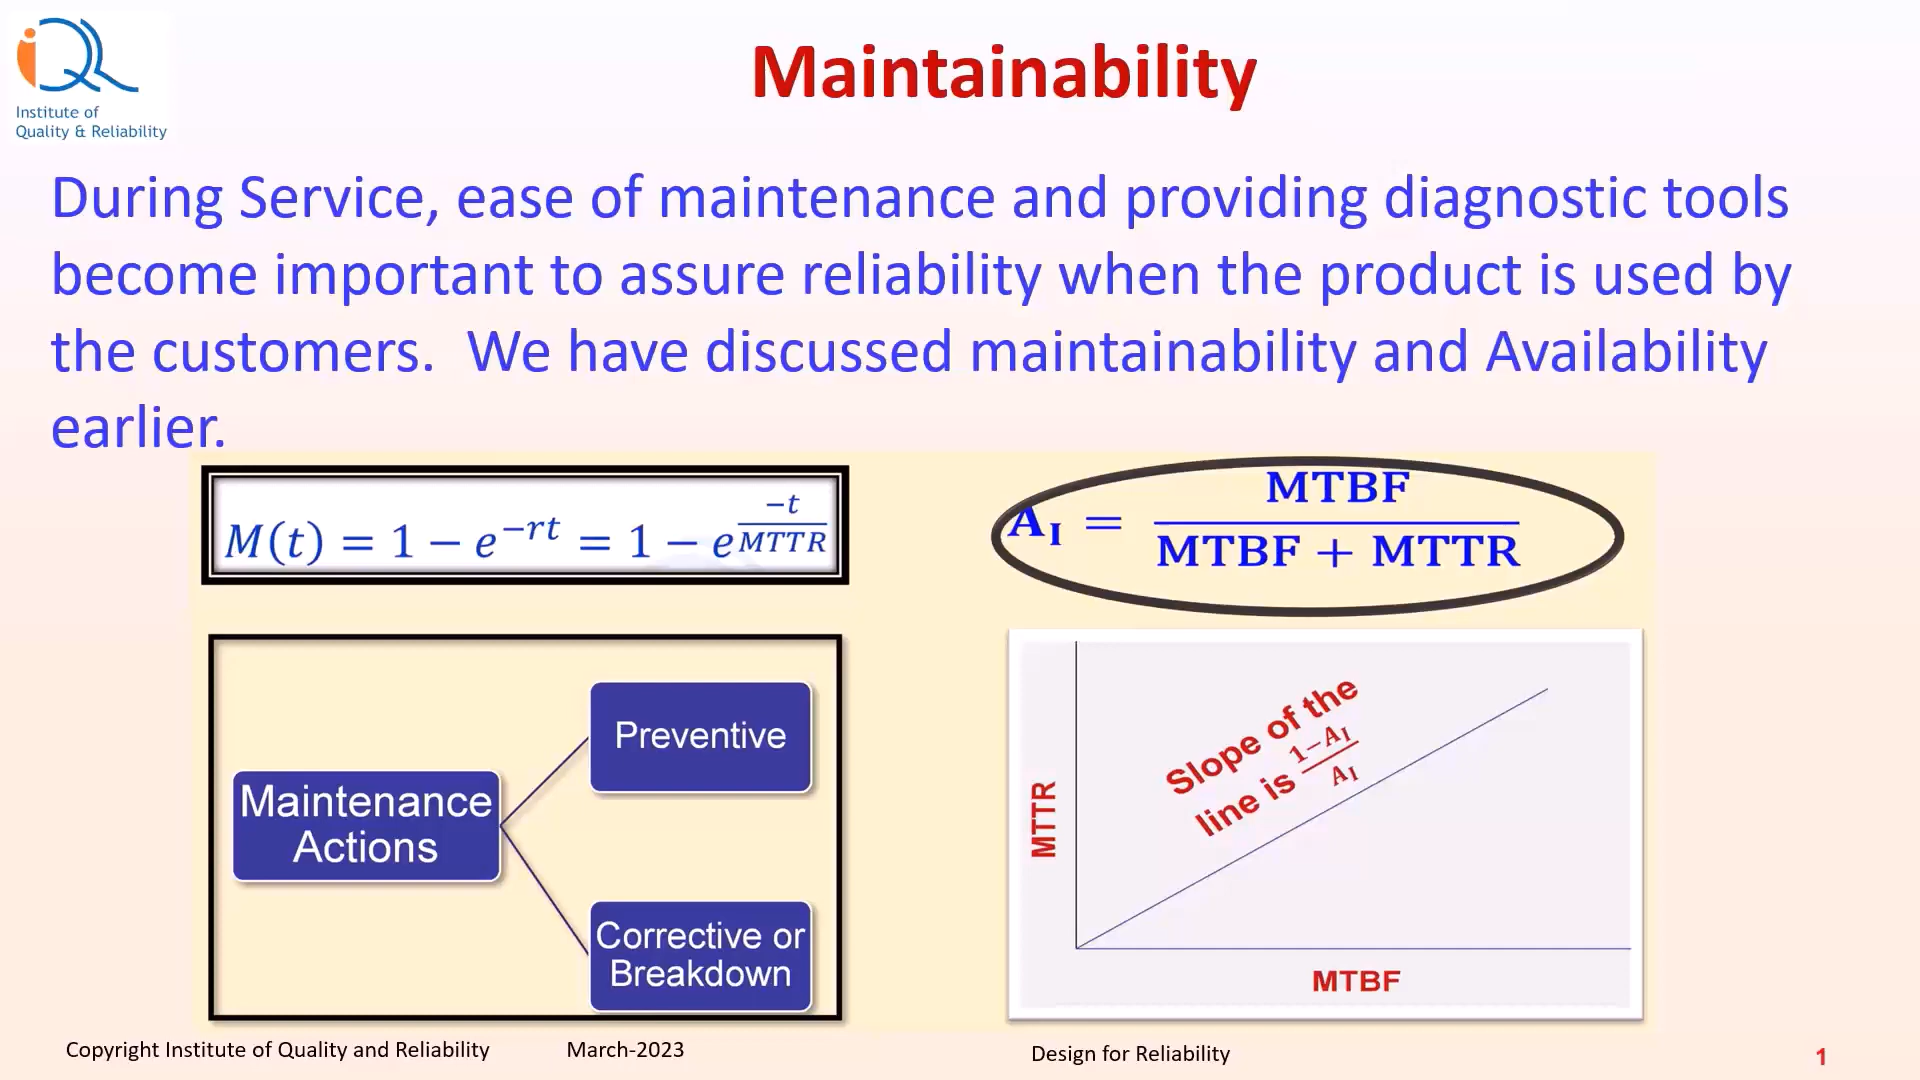 Institute of
Quality & Reliability
Maintainability
During Service, ease of maintenance and providing diagnostic tools
become important to assure reliability when the product is used by
the customers.  We have discussed maintainability and Availability
earlier.
M(t) = 1 − e^{−rt} = 1 − e^{\frac{−t}{MTTR}}
A_I = \frac{MTBF}{MTBF + MTTR}
Maintenance
Actions
Preventive
Corrective or
Breakdown
MTTR
Slope of the
line is \frac{1−A_I}{A_I}
MTBF
Copyright Institute of Quality and Reliability
March-2023
Design for Reliability
1